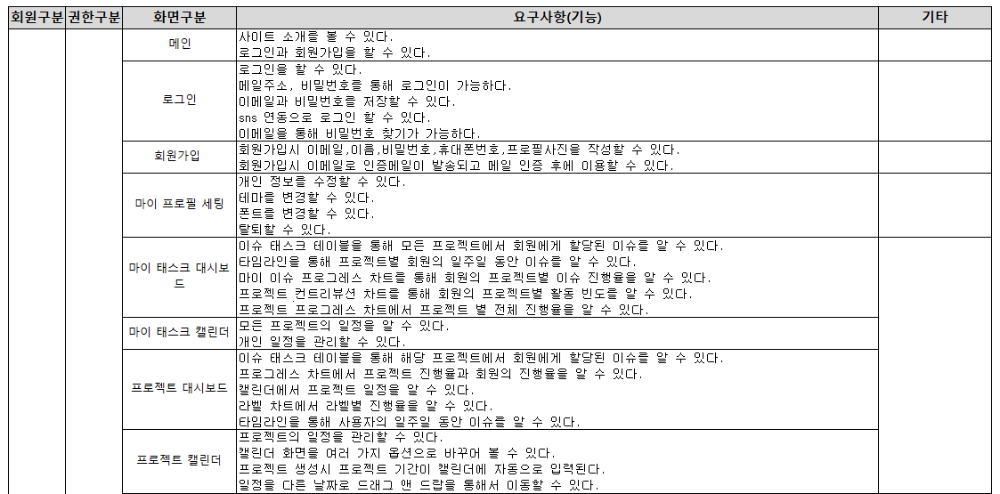 회원구분 권한구분 화면구분 요구사항(기능) 기타
메인
사이트 소개를 볼 수 있다.
로그인과 회원가입을 할 수 있다.
로그인
로그인을 할 수 있다.
메일주소, 비밀번호를 통해 로그인이 가능하다.
이메일과 비밀번호를 저장할 수 있다.
sns 연동으로 로그인 할 수 있다.
이메일을 통해 비밀번호 찾기가 가능하다.
회원가입
회원가입시 이메일,이름,비밀번호,휴대폰번호,프로필사진을 작성할 수 있다.
회원가입시 이메일로 인증메일이 발송되고 메일 인증 후에 이용할 수 있다.
마이 프로필 세팅
개인 정보를 수정할 수 있다.
테마를 변경할 수 있다.
폰트를 변경할 수 있다.
탈퇴할 수 있다.
마이 태스크 대시보
드
이슈 태스크 테이블을 통해 모든 프로젝트에서 회원에게 할당된 이슈를 알 수 있다.
타임라인을 통해 프로젝트별 회원의 일주일 동안 이슈를 알 수 있다.
마이 이슈 프로그레스 차트를 통해 회원의 프로젝트별 이슈 진행율을 알 수 있다.
프로젝트 컨트리뷰션 차트를 통해 회원의 프로젝트별 활동 빈도를 알 수 있다.
프로젝트 프로그레스 차트에서 프로젝트 별 전체 진행율을 알 수 있다.
마이 태스크 캘린더
모든 프로젝트의 일정을 알 수 있다.
개인 일정을 관리할 수 있다.
프로젝트 대시보드
이슈 태스크 테이블을 통해 해당 프로젝트에서 회원에게 할당된 이슈를 알 수 있다.
프로그레스 차트에서 프로젝트 진행율과 회원의 진행율을 알 수 있다.
캘린더에서 프로젝트 일정을 알 수 있다.
라벨 차트에서 라벨별 진행율을 알 수 있다.
타임라인을 통해 사용자의 일주일 동안 이슈를 알 수 있다.
프로젝트 캘린더
프로젝트의 일정을 관리할 수 있다.
캘린더 화면을 여러 가지 옵션으로 바꾸어 볼 수 있다.
프로젝트 생성시 프로젝트 기간이 캘린더에 자동으로 입력된다.
일정을 다른 날짜로 드래그 앤 드랍을 통해서 이동할 수 있다.